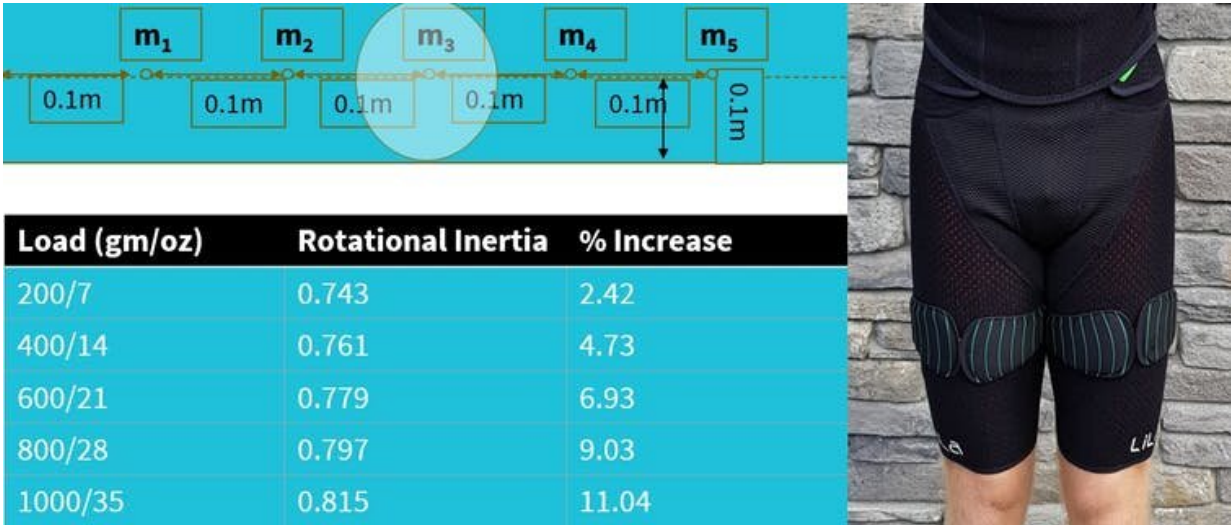 m₁ m₂ m₃ m₄ m₅
0.1m 0.1m 0.1m 0.1m 0.1m 0.1m
Load (gm/oz) Rotational Inertia % Increase
200/7 0.743 2.42
400/14 0.761 4.73
600/21 0.779 6.93
800/28 0.797 9.03
1000/35 0.815 11.04
LiL